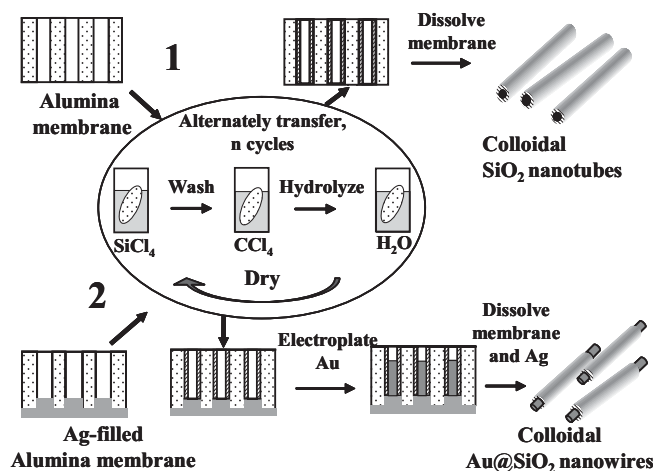 1
Alumina
membrane
Dissolve
membrane
Colloidal
SiO₂ nanotubes
Alternately transfer,
n cycles
Wash
Hydrolyze
SiCl₄
CCl₄
H₂O
Dry
2
Ag-filled
Alumina membrane
Electroplate
Au
Dissolve
membrane
and Ag
Colloidal
Au@SiO₂ nanowires